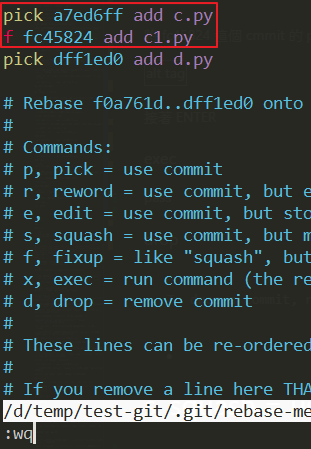 pick a7ed6ff add c.py
f fc45824 add c1.py
pick dff1ed0 add d.py

# Rebase f0a761d..dff1ed0 onto
#
# Commands:
# p, pick = use commit
# r, reword = use commit, but e
# e, edit = use commit, but sto
# s, squash = use commit, but m
# f, fixup = like "squash", but
# x, exec = run command (the re
# d, drop = remove commit
#
# These lines can be re-ordered
#
# If you remove a line here THA
/d/temp/test-git/.git/rebase-me
:wq